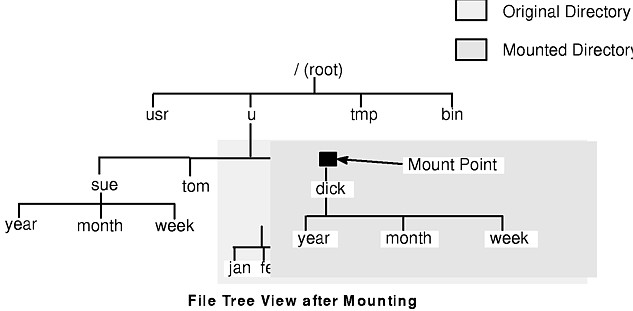 Original Directory
Mounted Directory
/ (root)
usr u tmp bin
Mount Point
sue tom dick
year month week year month week
jan fe
File Tree View after Mounting